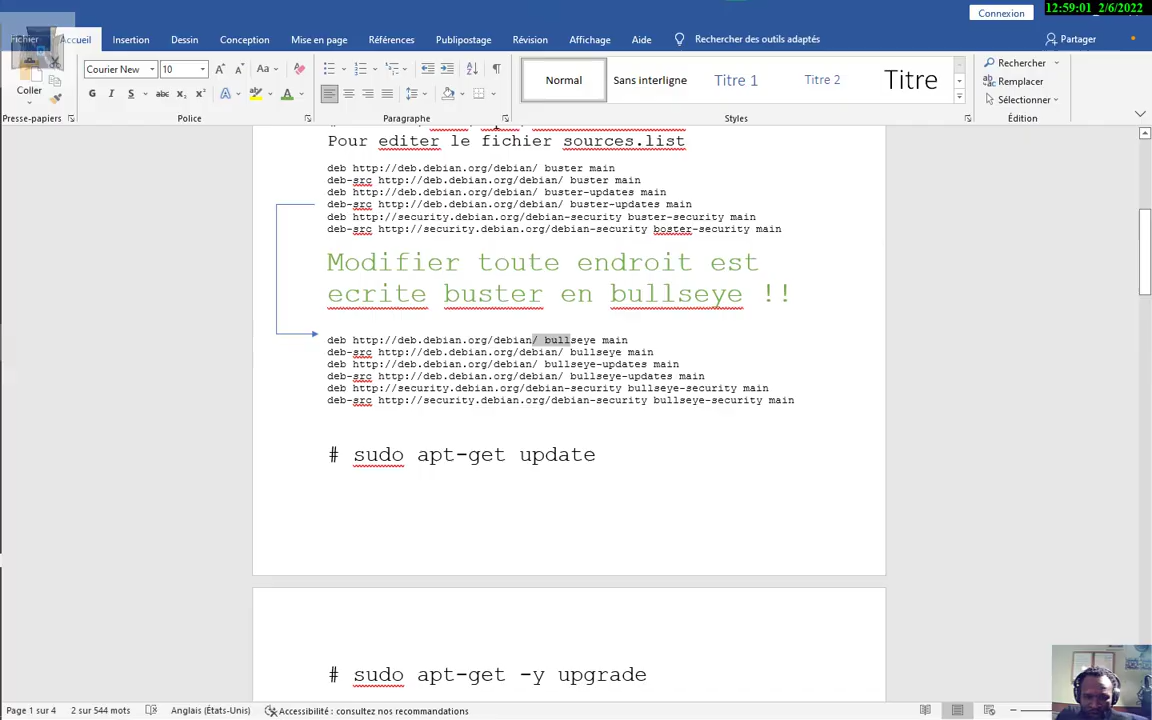 12:59:01 2/6/2022
Connexion
Fichier Accueil Insertion Dessin Conception Mise en page Références Publipostage Révision Affichage Aide Rechercher des outils adaptés Partager
Courier New 10 Aa
Coller
G I S abc x₂ x² A A
Normal Sans interligne Titre 1 Titre 2 Titre
Rechercher
Remplacer
Sélectionner
Presse-papiers Police Paragraphe Styles Édition
Pour editer le fichier sources.list
deb http://deb.debian.org/debian/ buster main
deb-src http://deb.debian.org/debian/ buster main
deb http://deb.debian.org/debian/ buster-updates main
deb-src http://deb.debian.org/debian/ buster-updates main
deb http://security.debian.org/debian-security buster-security main
deb-src http://security.debian.org/debian-security boster-security main
Modifier toute endroit est
ecrite buster en bullseye !!
deb http://deb.debian.org/debian/ bullseye main
deb-src http://deb.debian.org/debian/ bullseye main
deb http://deb.debian.org/debian/ bullseye-updates main
deb-src http://deb.debian.org/debian/ bullseye-updates main
deb http://security.debian.org/debian-security bullseye-security main
deb-src http://security.debian.org/debian-security bullseye-security main
# sudo apt-get update
# sudo apt-get -y upgrade
Page 1 sur 4 2 sur 544 mots Anglais (États-Unis) Accessibilité : consultez nos recommandations